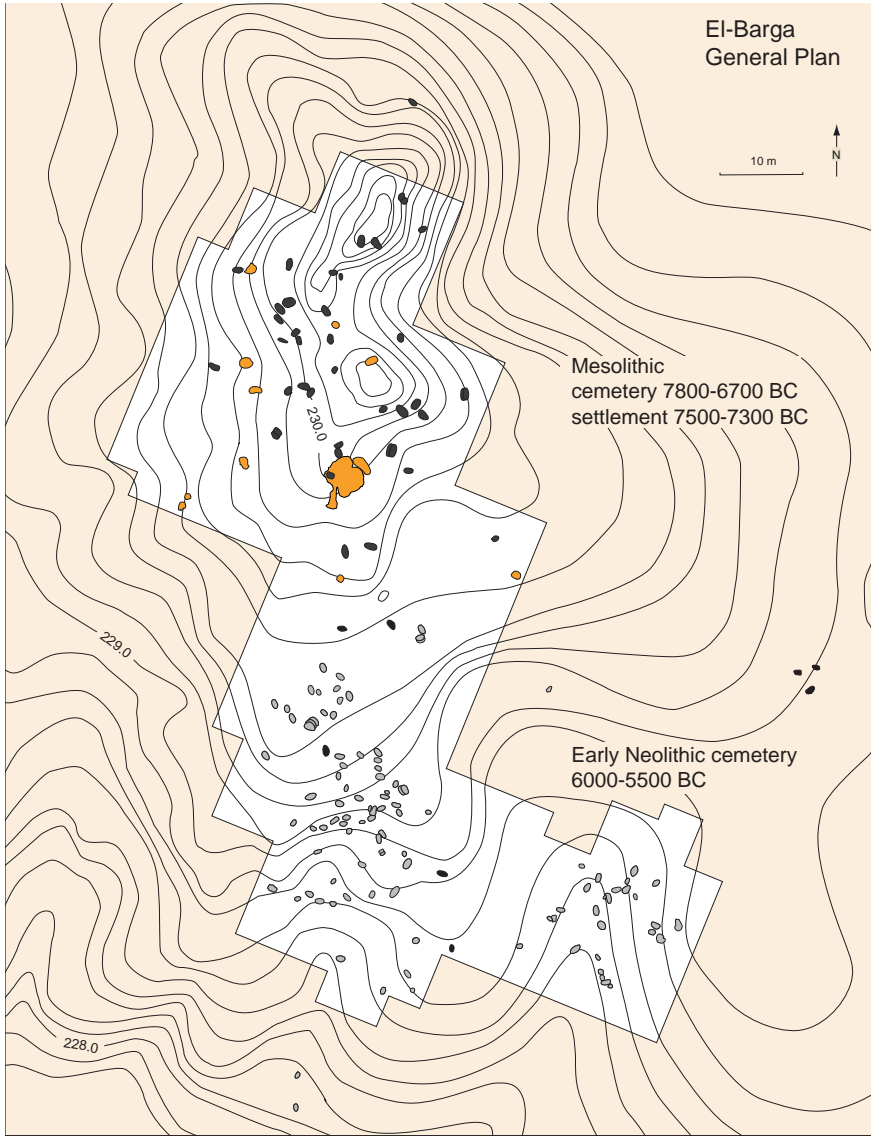 El-Barga
General Plan
10 m
N
Mesolithic
cemetery 7800-6700 BC
settlement 7500-7300 BC
230.0
229.0
Early Neolithic cemetery
6000-5500 BC
228.0